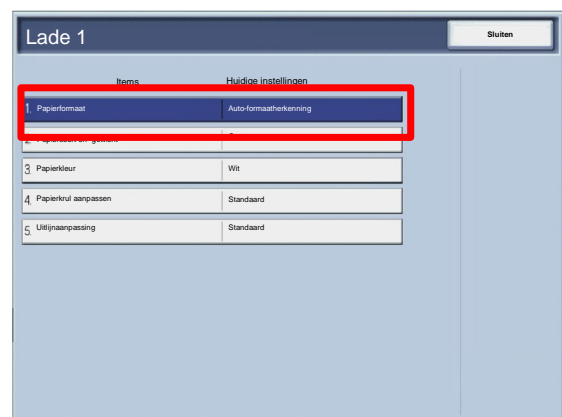 Lade 1
Sluiten
Items Huidige instellingen
1. Papierformaat Auto-formaatherkenning
2.
3. Papierkleur Wit
4. Papierkrul aanpassen Standaard
5. Uitlijnaanpassing Standaard